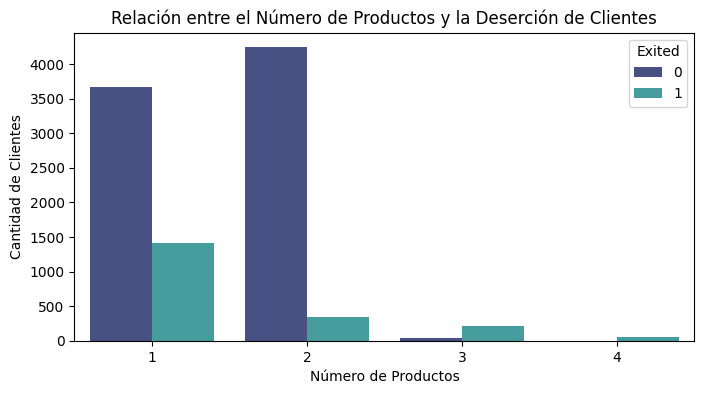 Relación entre el Número de Productos y la Deserción de Clientes
Exited
0
1
Cantidad de Clientes
4000
3500
3000
2500
2000
1500
1000
500
0
1 2 3 4
Número de Productos